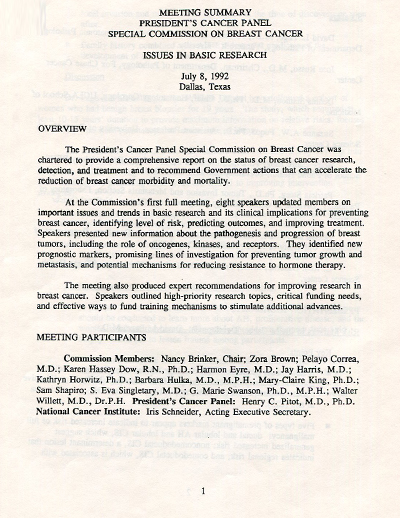 MEETING SUMMARY
PRESIDENT'S CANCER PANEL
SPECIAL COMMISSION ON BREAST CANCER
ISSUES IN BASIC RESEARCH
July 8, 1992
Dallas, Texas
OVERVIEW
The President's Cancer Panel Special Commission on Breast Cancer was
chartered to provide a comprehensive report on the status of breast cancer research,
detection, and treatment and to recommend Government actions that can accelerate the
reduction of breast cancer morbidity and mortality.
At the Commission's first full meeting, eight speakers updated members on
important issues and trends in basic research and its clinical implications for preventing
breast cancer, identifying level of risk, predicting outcomes, and improving treatment.
Speakers presented new information about the pathogenesis and progression of breast
tumors, including the role of oncogenes, kinases, and receptors. They identified new
prognostic markers, promising lines of investigation for preventing tumor growth and
metastasis, and potential mechanisms for reducing resistance to hormone therapy.
The meeting also produced expert recommendations for improving research in
breast cancer. Speakers outlined high-priority research topics, critical funding needs,
and effective ways to fund training mechanisms to stimulate additional advances.
MEETING PARTICIPANTS
Commission Members: Nancy Brinker, Chair; Zora Brown; Pelayo Correa,
M.D.; Karen Hassey Dow, R.N., Ph.D.; Harmon Eyre, M.D.; Jay Harris, M.D.;
Kathryn Horwitz, Ph.D.; Barbara Hulka, M.D., M.P.H.; Mary-Claire King, Ph.D.;
Sam Shapiro; S. Eva Singletary, M.D.; G. Marie Swanson, Ph.D., M.P.H.; Walter
Willett, M.D., Dr.P.H. President's Cancer Panel: Henry C. Pitot, M.D., Ph.D.
National Cancer Institute: Iris Schneider, Acting Executive Secretary.
1